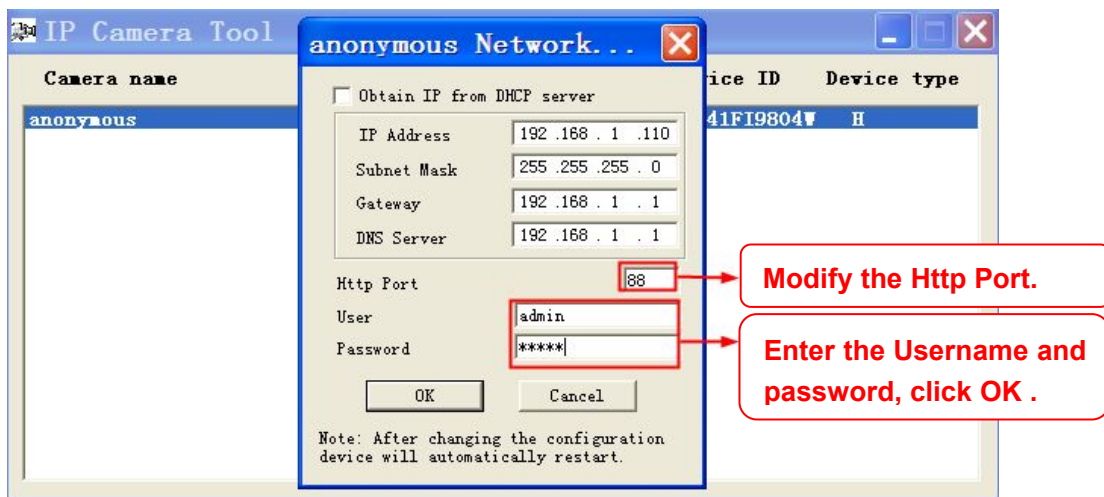 IP Camera Tool
anonymous Network...
Camera name
ice ID Device type
anonymous
41FI9804W H
Obtain IP from DHCP server
IP Address 192 .168 . 1 .110
Subnet Mask 255 .255 .255 . 0
Gateway 192 .168 . 1 . 1
DNS Server 192 .168 . 1 . 1
Http Port 88
User admin
Password *****
OK Cancel
Note: After changing the configuration
device will automatically restart.
Modify the Http Port.
Enter the Username and
password, click OK .